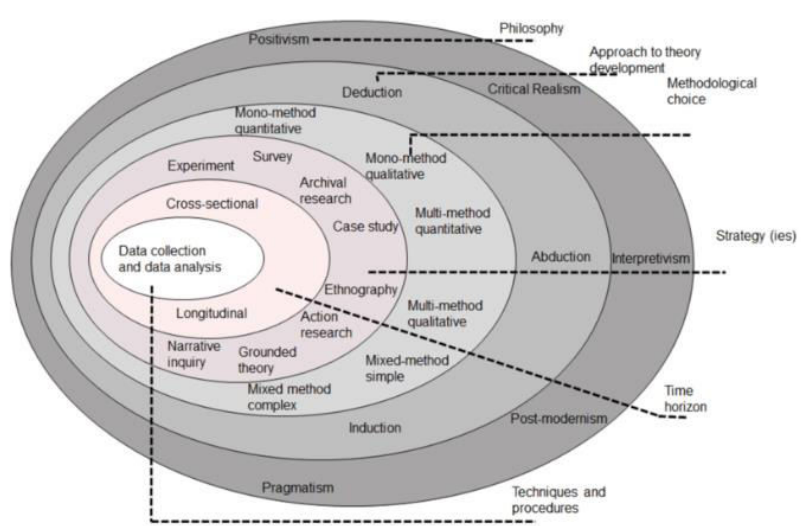 Positivism
Philosophy
Approach to theory
development
Deduction
Critical Realism
Methodological
choice
Mono-method
quantitative
Survey
Experiment
Mono-method
qualitative
Archival
research
Cross-sectional
Multi-method
quantitative
Case study
Strategy (ies)
Data collection
and data analysis
Abduction
Interpretivism
Ethnography
Longitudinal
Action
research
Multi-method
qualitative
Narrative
inquiry
Grounded
theory
Mixed-method
simple
Mixed method
complex
Time
horizon
Post-modernism
Induction
Pragmatism
Techniques and
procedures